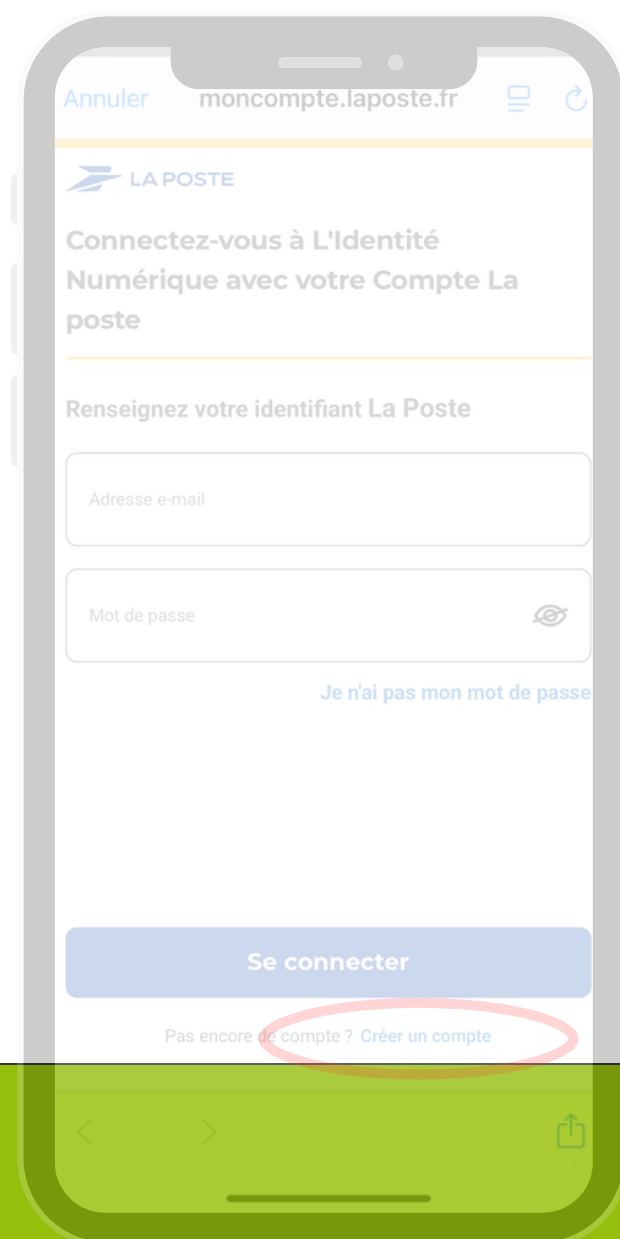 Annuler moncompte.laposte.fr
LA POSTE
Connectez-vous à L'Identité
Numérique avec votre Compte La
poste
Renseignez votre identifiant La Poste
Adresse e-mail
Mot de passe
Je n'ai pas mon mot de passe
Se connecter
Pas encore de compte ? Créer un compte